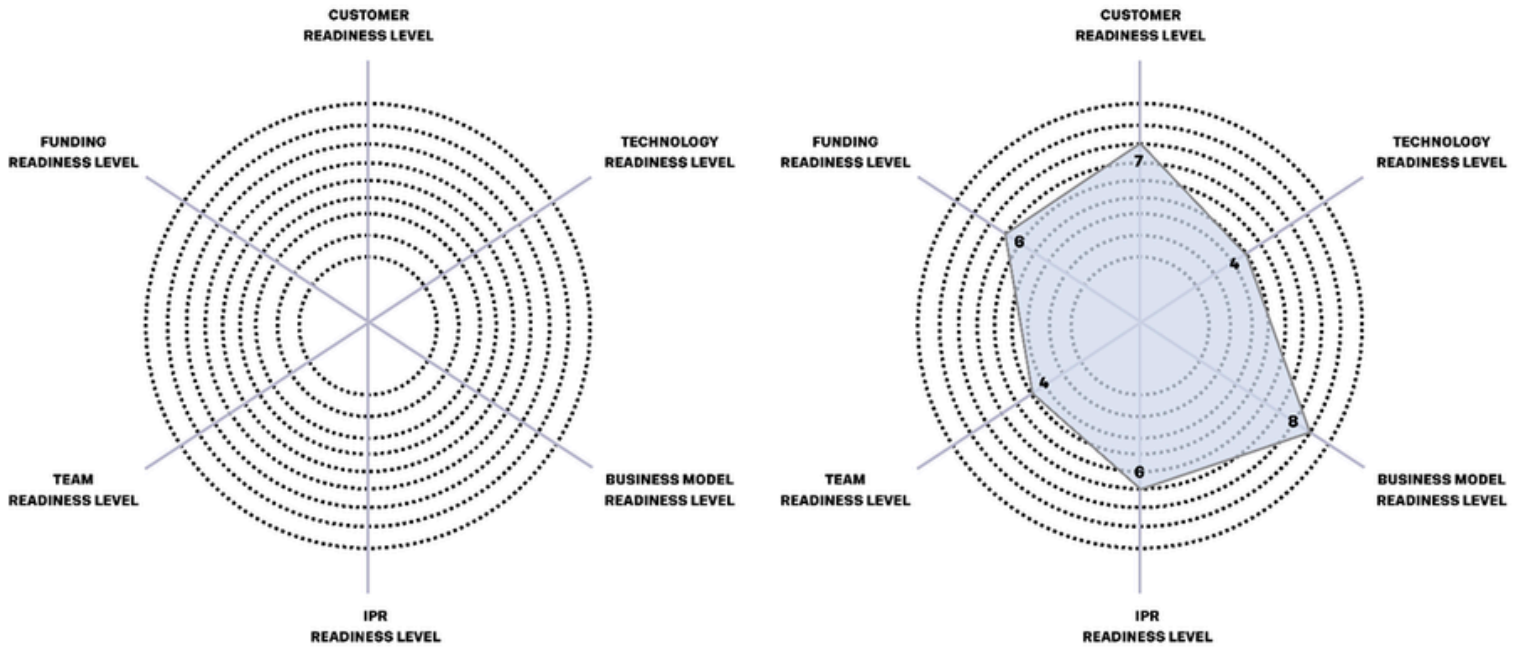 CUSTOMER
READINESS LEVEL
FUNDING
READINESS LEVEL
TECHNOLOGY
READINESS LEVEL
TEAM
READINESS LEVEL
BUSINESS MODEL
READINESS LEVEL
IPR
READINESS LEVEL
CUSTOMER
READINESS LEVEL
FUNDING
READINESS LEVEL
TECHNOLOGY
READINESS LEVEL
7
6
4
4
8
6
TEAM
READINESS LEVEL
BUSINESS MODEL
READINESS LEVEL
IPR
READINESS LEVEL